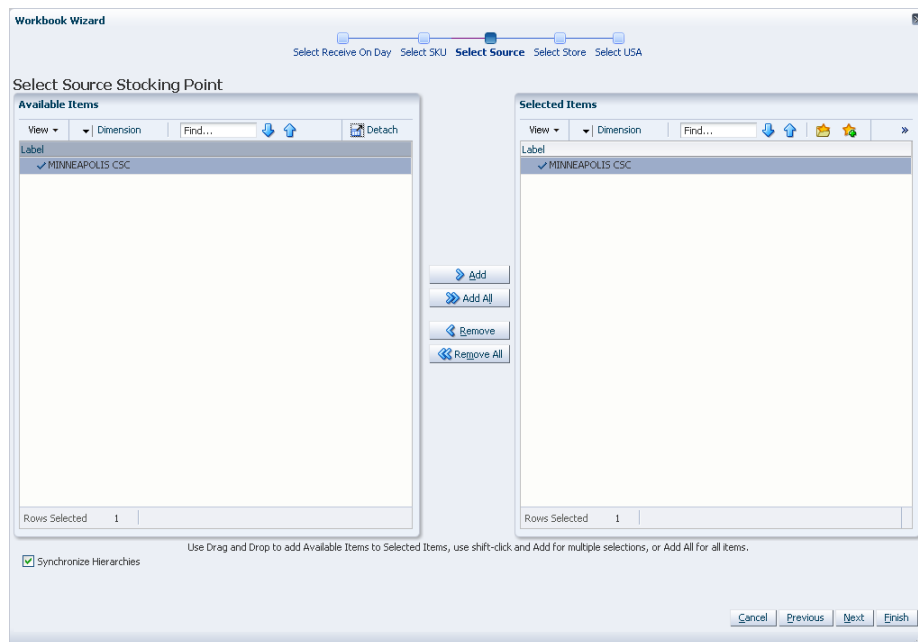 Workbook Wizard
Select Receive On Day Select SKU Select Source Select Store Select USA
Select Source Stocking Point
Available Items
View Dimension Find... Detach
Label
MINNEAPOLIS CSC
Rows Selected 1
Add
Add All
Remove
Remove All
Selected Items
View Dimension Find... »
Label
MINNEAPOLIS CSC
Rows Selected 1
Use Drag and Drop to add Available Items to Selected Items, use shift-click and Add for multiple selections, or Add All for all items.
Synchronize Hierarchies
Cancel Previous Next Finish